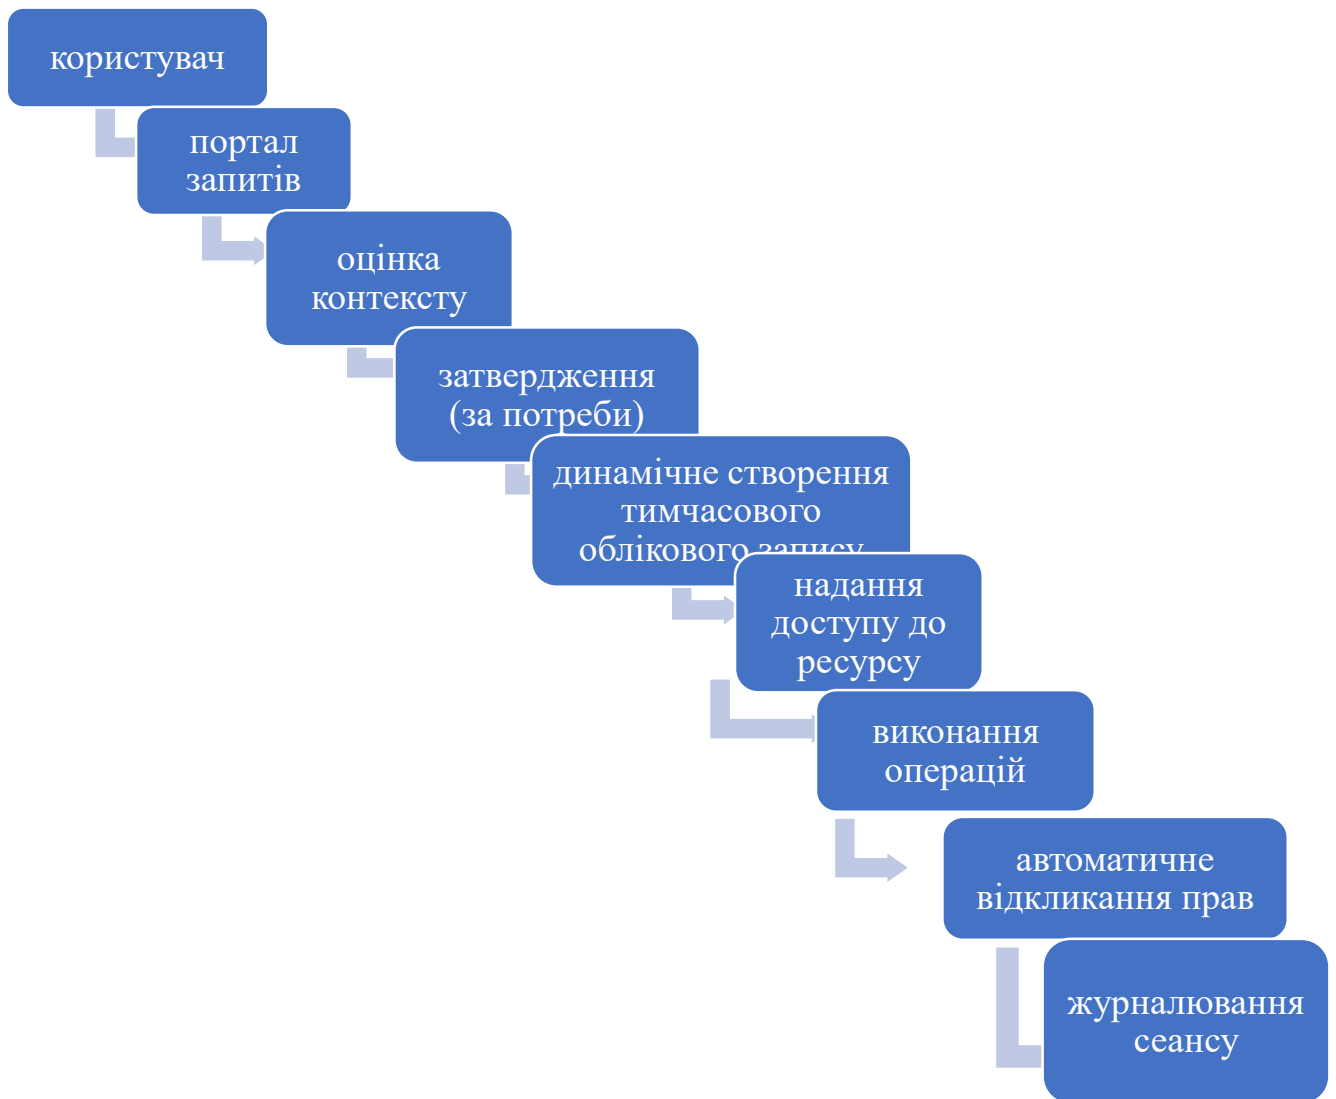 користувач
портал
запитів
оцінка
контексту
затвердження
(за потреби)
динамічне створення
тимчасового
облікового запису
надання
доступу до
ресурсу
виконання
операцій
автоматичне
відкликання прав
журналювання
сеансу